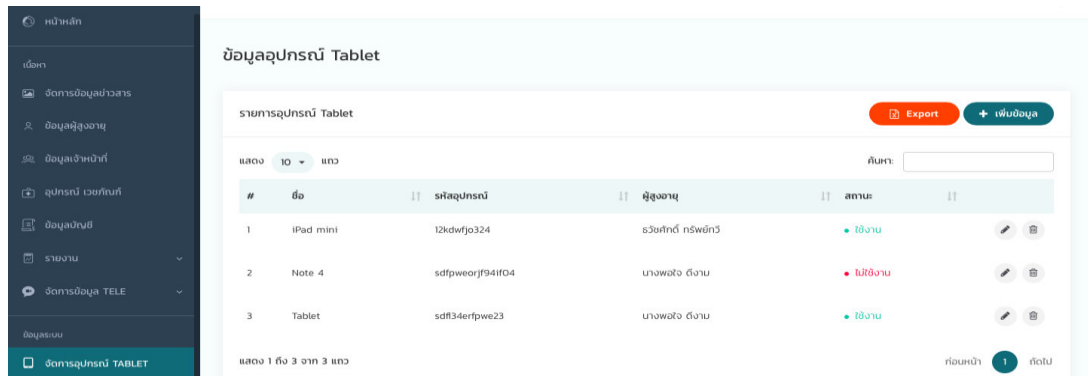 หน้าหลัก
เนื้อหา
จัดการข้อมูลข่าวสาร
ข้อมูลผู้สูงอายุ
ข้อมูลเจ้าหน้าที่
อุปกรณ์ เวชภัณฑ์
ข้อมูลบัญชี
รายงาน
จัดการข้อมูล TELE
ข้อมูลระบบ
จัดการอุปกรณ์ TABLET
ข้อมูลอุปกรณ์ Tablet
รายการอุปกรณ์ Tablet
Export
+ เพิ่มข้อมูล
แสดง 10 แถว
ค้นหา:
# ชื่อ รหัสอุปกรณ์ ผู้สูงอายุ สถานะ
1 iPad mini 12kdwfjo324 ธวัชศักดิ์ ทรัพย์ทวี ใช้งาน
2 Note 4 sdfpweorjf94if04 นางพอใจ ดีงาม ไม่ใช้งาน
3 Tablet sdfl34erfpwe23 นางพอใจ ดีงาม ใช้งาน
แสดง 1 ถึง 3 จาก 3 แถว
ก่อนหน้า 1 ถัดไป